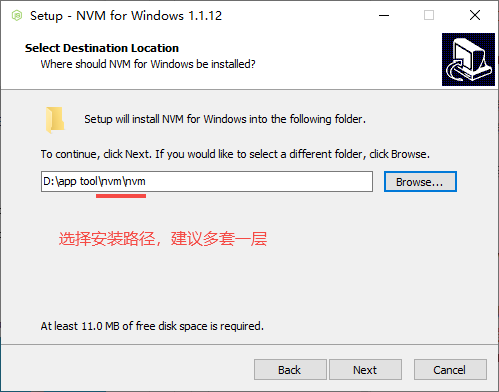 Setup - NVM for Windows 1.1.12
Select Destination Location
Where should NVM for Windows be installed?
Setup will install NVM for Windows into the following folder.
To continue, click Next. If you would like to select a different folder, click Browse.
D:\app tool\nvm\nvm
Browse...
选择安装路径，建议多套一层
At least 11.0 MB of free disk space is required.
Back
Next
Cancel